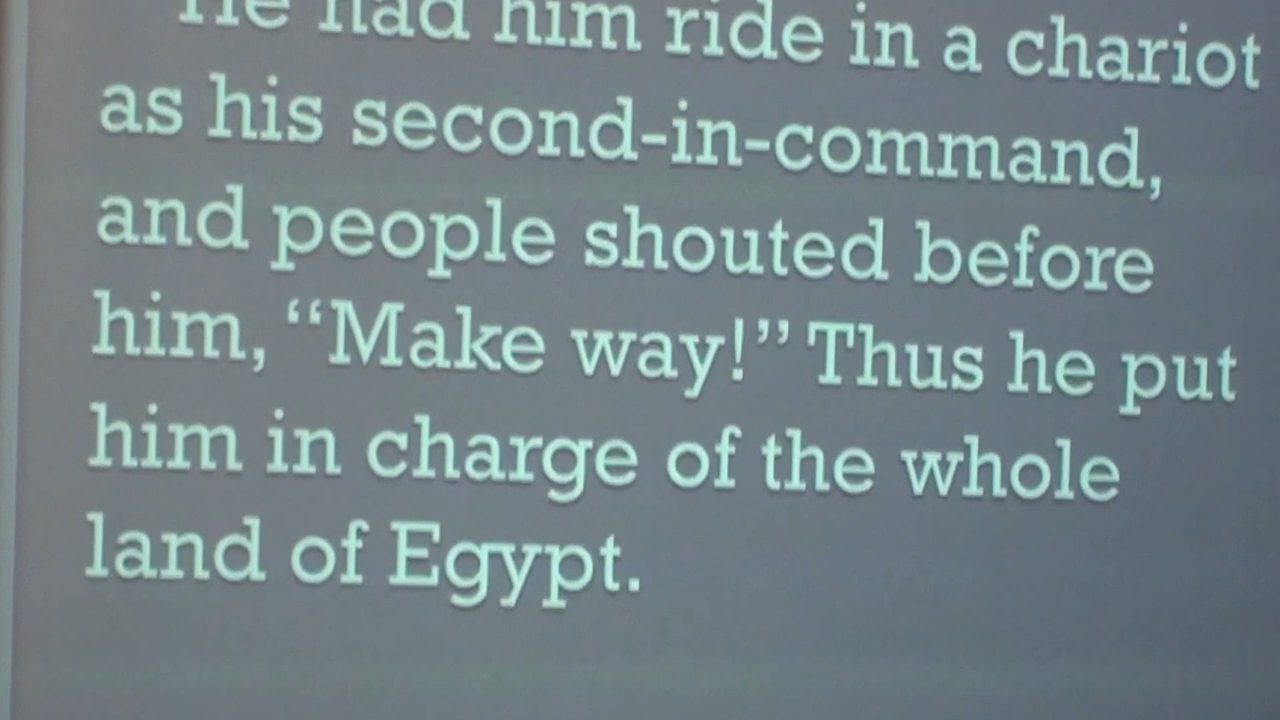 He had him ride in a chariot
as his second-in-command,
and people shouted before
him, “Make way!” Thus he put
him in charge of the whole
land of Egypt.